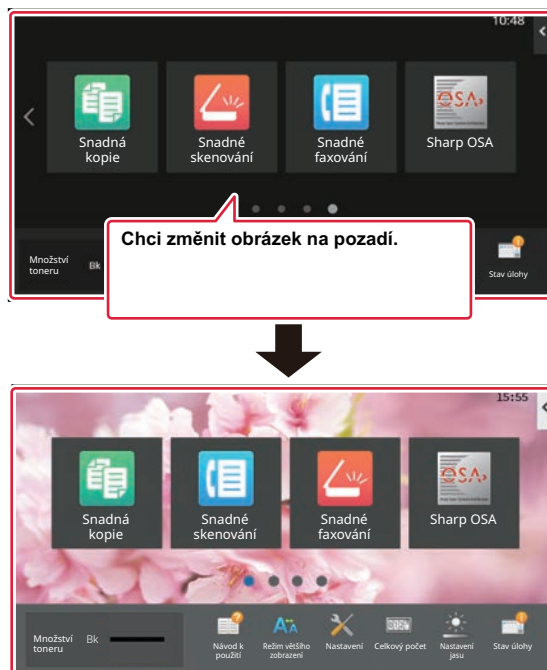 10:48
Snadná
kopie
Snadné
skenování
Snadné
faxování
Sharp OSA
OSA
Chci změnit obrázek na pozadí.
Množství
toneru
Bk
Stav úlohy
15:55
Snadná
kopie
Snadné
skenování
Snadné
faxování
Sharp OSA
OSA
Množství
toneru
Bk
Návod k
použití
Režim většího
zobrazení
Nastavení
Celkový počet
Nastavení
jasu
Stav úlohy